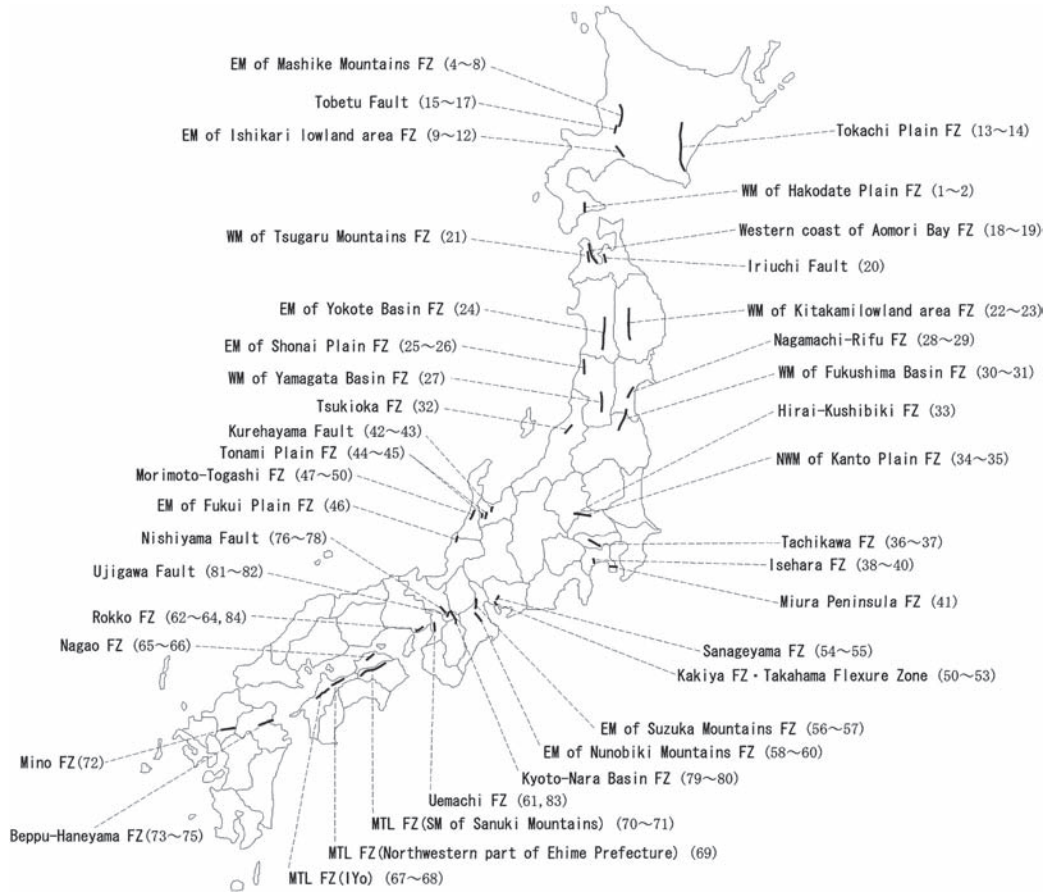 EM of Mashike Mountains FZ (4～8)
Tobetu Fault (15～17)
EM of Ishikari lowland area FZ (9～12)
Tokachi Plain FZ (13～14)
WM of Hakodate Plain FZ (1～2)
Western coast of Aomori Bay FZ (18～19)
WM of Tsugaru Mountains FZ (21)
Iriuchi Fault (20)
EM of Yokote Basin FZ (24)
WM of Kitakamilowland area FZ (22～23)
Nagamachi-Rifu FZ (28～29)
EM of Shonai Plain FZ (25～26)
WM of Yamagata Basin FZ (27)
WM of Fukushima Basin FZ (30～31)
Tsukioka FZ (32)
Hirai-Kushibiki FZ (33)
Kurehayama Fault (42～43)
Tonami Plain FZ (44～45)
NWM of Kanto Plain FZ (34～35)
Morimoto-Togashi FZ (47～50)
EM of Fukui Plain FZ (46)
Nishiyama Fault (76～78)
Tachikawa FZ (36～37)
Isehara FZ (38～40)
Ujigawa Fault (81～82)
Miura Peninsula FZ (41)
Rokko FZ (62～64,84)
Nagao FZ (65～66)
Sanageyama FZ (54～55)
Kakiya FZ・Takahama Flexure Zone (50～53)
EM of Suzuka Mountains FZ (56～57)
EM of Nunobiki Mountains FZ (58～60)
Mino FZ(72)
Kyoto-Nara Basin FZ (79～80)
Uemachi FZ (61,83)
MTL FZ(SM of Sanuki Mountains) (70～71)
Beppu-Haneyama FZ(73～75)
MTL FZ(Northwestern part of Ehime Prefecture) (69)
MTL FZ(IYo) (67～68)